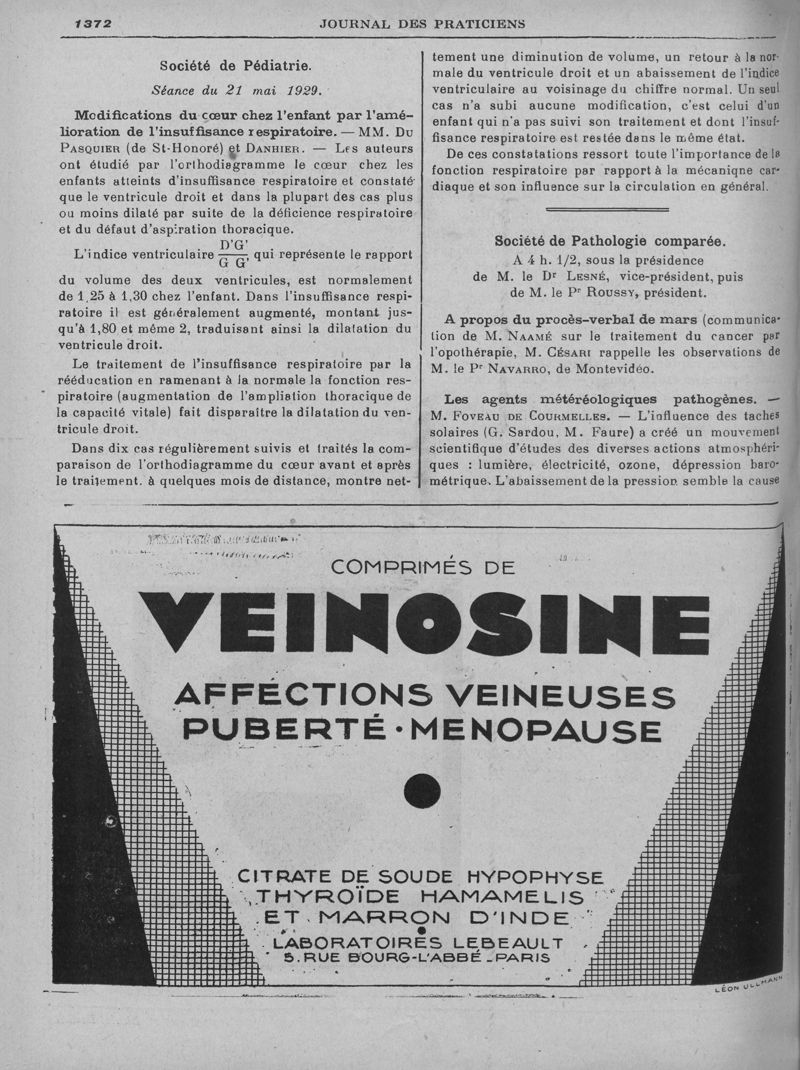 1372
JOURNAL DES PRATICIENS
Société de Pédiatrie.
Séance du 21 mai 1929.
Modifications du cœur chez l'enfant par l'amé-
lioration de l'insuffisance respiratoire. — MM. Du
Pasquier (de St-Honoré) et Danhier. — Les auteurs
ont étudié par l'orthodiagramme le cœur chez les
enfants atteints d'insuffisance respiratoire et constaté
que le ventricule droit et dans la plupart des cas plus
ou moins dilaté par suite de la déficience respiratoire
et du défaut d'aspiration thoracique.
L'indice ventriculaire D'G'/G G', qui représente le rapport
du volume des deux ventricules, est normalement
de 1,25 à 1,30 chez l'enfant. Dans l'insuffisance respi-
ratoire il est généralement augmenté, montant jus-
qu'à 1,80 et même 2, traduisant ainsi la dilatation du
ventricule droit.
Le traitement de l'insuffisance respiratoire par la
rééducation en ramenant à la normale la fonction res-
piratoire (augmentation de l'ampliation thoracique de
la capacité vitale) fait disparaître la dilatation du ven-
tricule droit.
Dans dix cas régulièrement suivis et traités la com-
paraison de l'orthodiagramme du cœur avant et après
le traitement, à quelques mois de distance, montre net-
tement une diminution de volume, un retour à la nor-
male du ventricule droit et un abaissement de l'indice
ventriculaire au voisinage du chiffre normal. Un seul
cas n'a subi aucune modification, c'est celui d'un
enfant qui n'a pas suivi son traitement et dont l'insuf-
fisance respiratoire est restée dans le même état.
De ces constatations ressort toute l'importance de la
fonction respiratoire par rapport à la mécaniqne car-
diaque et son influence sur la circulation en général.
Société de Pathologie comparée.
A 4 h. 1/2, sous la présidence
de M. le Dr Lesné, vice-président, puis
de M. le Pr Roussy, président.
A propos du procès-verbal de mars (communica-
tion de M. Naamé sur le traitement du cancer par
l'opothérapie, M. Césari rappelle les observations de
M. le Pr Navarro, de Montevidéo.
Les agents météréologiques pathogènes. —
M. Foveau de Courmelles. — L'influence des taches
solaires (G. Sardou, M. Faure) a créé un mouvement
scientifique d'études des diverses actions atmosphéri-
ques : lumière, électricité, ozone, dépression baro-
métrique. L'abaissement de la pression semble la cause
COMPRIMÉS DE
VEINOSINE
AFFÉCTIONS VEINEUSES
PUBERTÉ · MENOPAUSE
CITRATE DE SOUDE HYPOPHYSE
THYROÏDE HAMAMELIS
ET MARRON D'INDE
LABORATOIRES LEBEAULT
5. RUE BOURG-L'ABBÉ - PARIS
LÉON ULLMANN